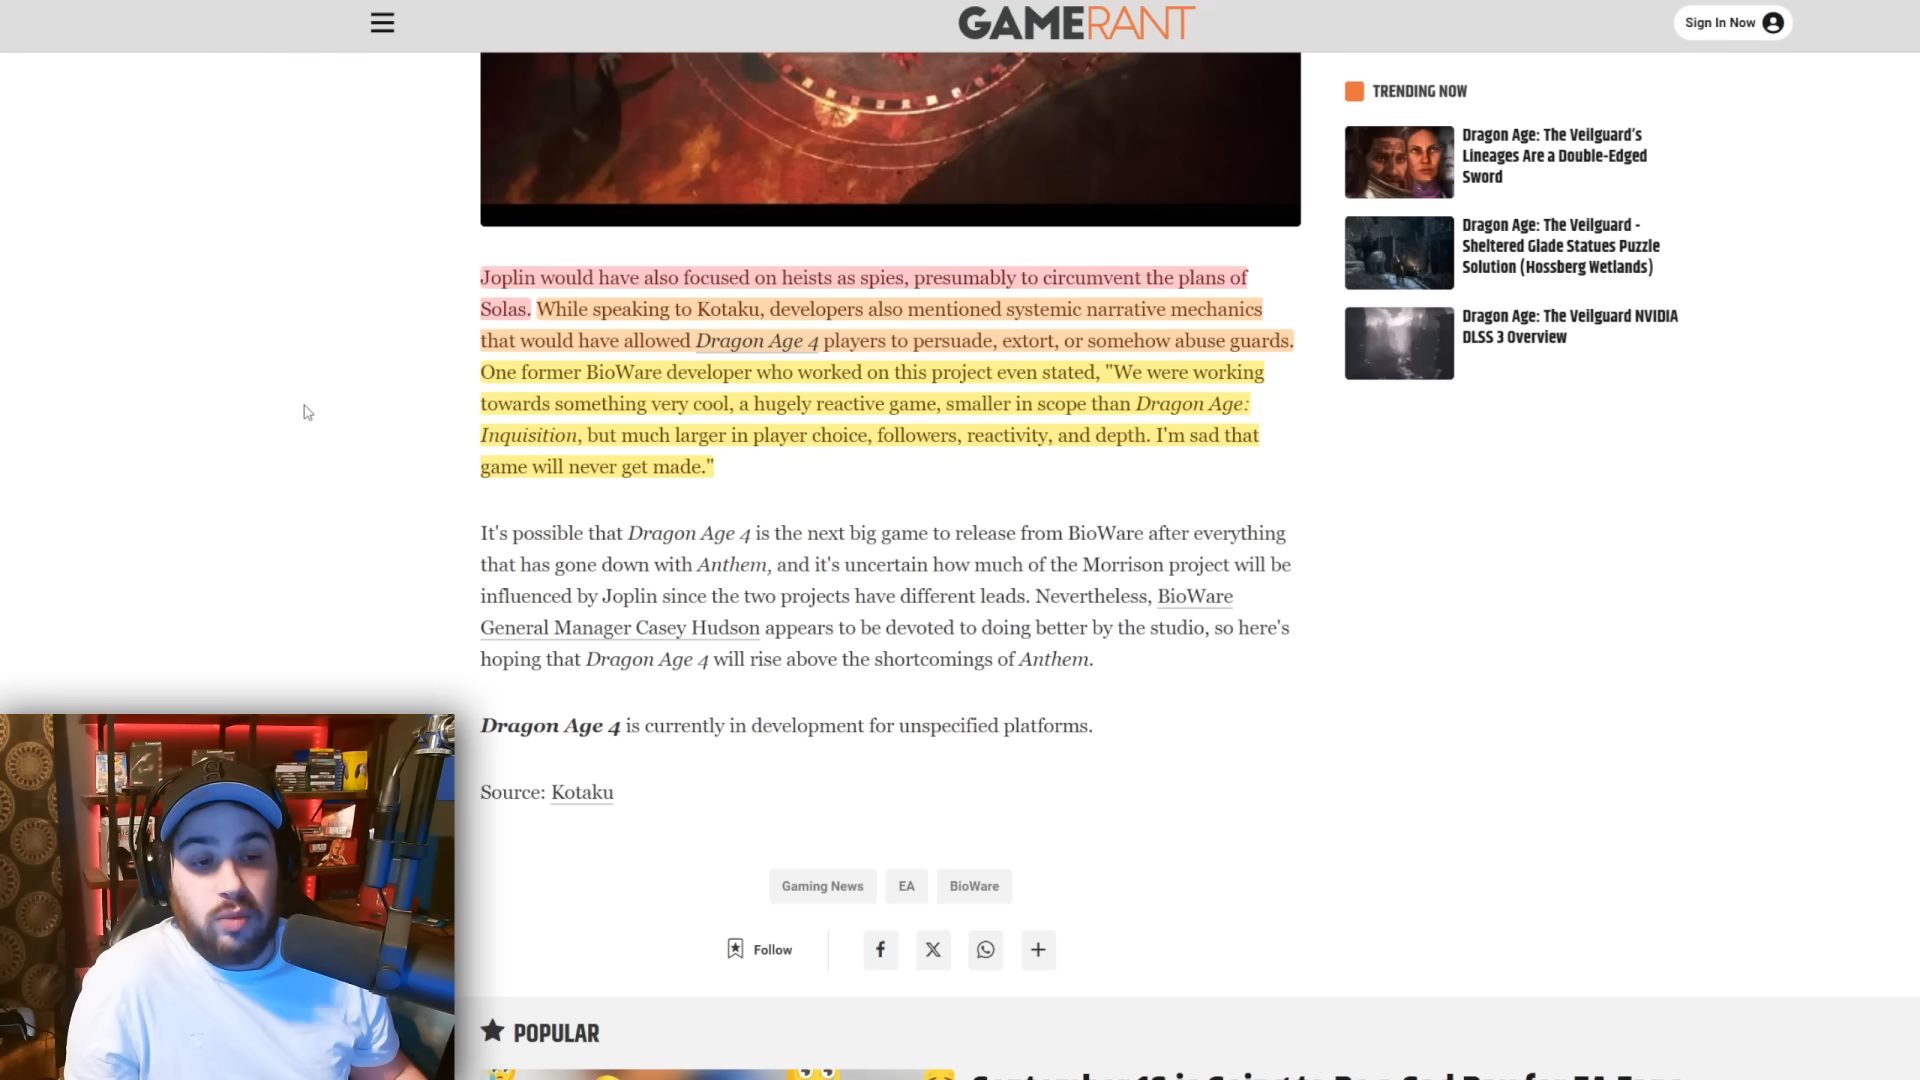 GAMERANT
Sign In Now
TRENDING NOW
Dragon Age: The Veilguard's
Lineages Are a Double-Edged
Sword
Dragon Age: The Veilguard -
Sheltered Glade Statues Puzzle
Solution (Hossberg Wetlands)
Dragon Age: The Veilguard NVIDIA
DLSS 3 Overview
Joplin would have also focused on heists as spies, presumably to circumvent the plans of
Solas. While speaking to Kotaku, developers also mentioned systemic narrative mechanics
that would have allowed Dragon Age 4 players to persuade, extort, or somehow abuse guards.
One former BioWare developer who worked on this project even stated, "We were working
towards something very cool, a hugely reactive game, smaller in scope than Dragon Age:
Inquisition, but much larger in player choice, followers, reactivity, and depth. I'm sad that
game will never get made."
It's possible that Dragon Age 4 is the next big game to release from BioWare after everything
that has gone down with Anthem, and it's uncertain how much of the Morrison project will be
influenced by Joplin since the two projects have different leads. Nevertheless, BioWare
General Manager Casey Hudson appears to be devoted to doing better by the studio, so here's
hoping that Dragon Age 4 will rise above the shortcomings of Anthem.
Dragon Age 4 is currently in development for unspecified platforms.
Source: Kotaku
Gaming News
EA
BioWare
Follow
POPULAR